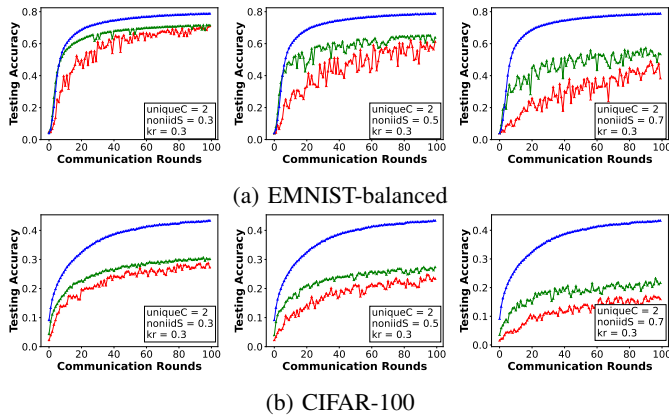 Testing Accuracy
0.8
0.6
0.4
0.2
0.0
uniqueC = 2
noniidS = 0.3
kr = 0.3
0 20 40 60 80 100
Communication Rounds
Testing Accuracy
0.8
0.6
0.4
0.2
0.0
uniqueC = 2
noniidS = 0.5
kr = 0.3
0 20 40 60 80 100
Communication Rounds
Testing Accuracy
0.8
0.6
0.4
0.2
0.0
uniqueC = 2
noniidS = 0.7
kr = 0.3
0 20 40 60 80 100
Communication Rounds
(a) EMNIST-balanced
Testing Accuracy
0.4
0.3
0.2
0.1
0.0
uniqueC = 2
noniidS = 0.3
kr = 0.3
0 20 40 60 80 100
Communication Rounds
Testing Accuracy
0.4
0.3
0.2
0.1
0.0
uniqueC = 2
noniidS = 0.5
kr = 0.3
0 20 40 60 80 100
Communication Rounds
Testing Accuracy
0.4
0.3
0.2
0.1
0.0
uniqueC = 2
noniidS = 0.7
kr = 0.3
0 20 40 60 80 100
Communication Rounds
(b) CIFAR-100